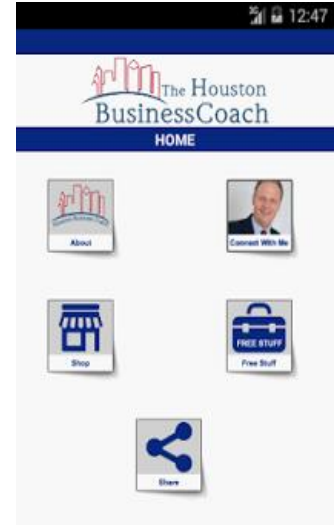 12:47
The Houston
BusinessCoach
HOME
About
Connect With Me
Shop
FREE STUFF
Free Stuff
Share